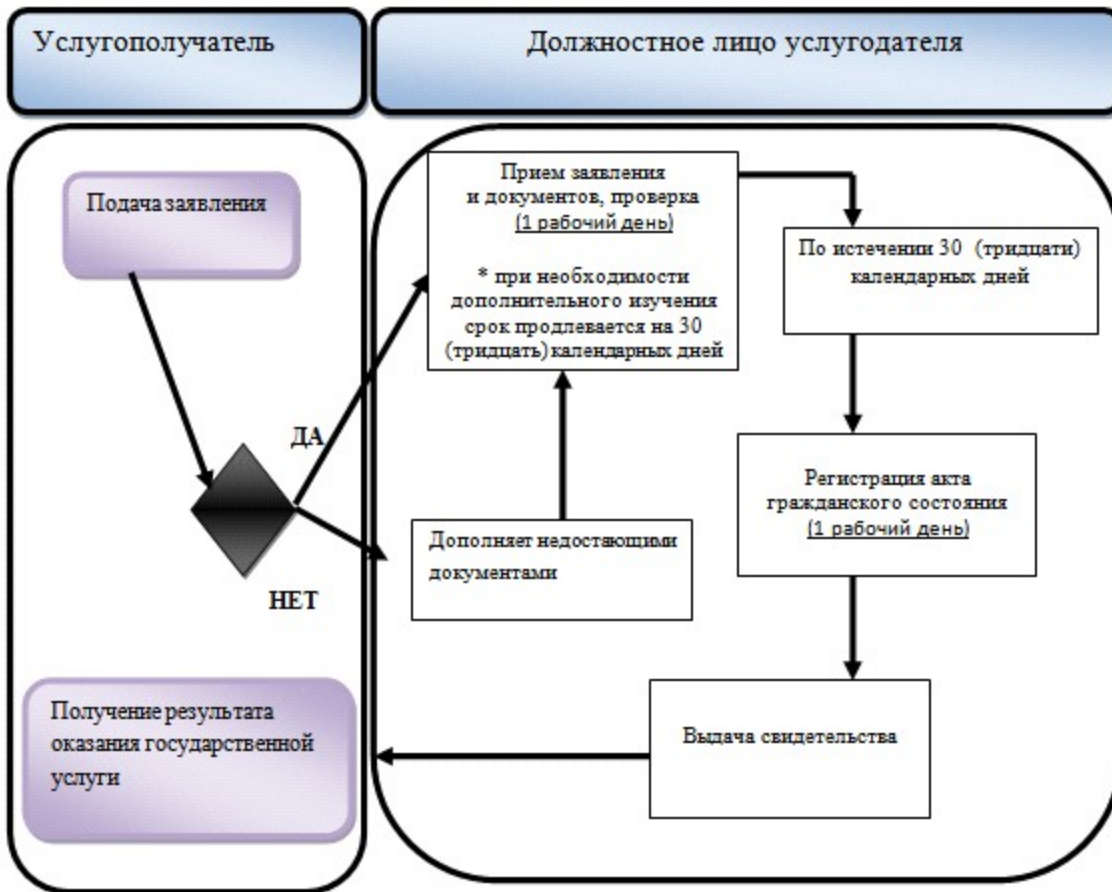 Услугополучатель
Должностное лицо услугодателя
Подача заявления
Прием заявления
и документов, проверка
(1 рабочий день)
* при необходимости
дополнительного изучения
срок продлевается на 30
(тридцать) календарных дней
По истечении 30 (тридцати)
календарных дней
ДА
НЕТ
Дополняет недостающими
документами
Регистрация акта
гражданского состояния
(1 рабочий день)
Получение результата
оказания государственной
услуги
Выдача свидетельства